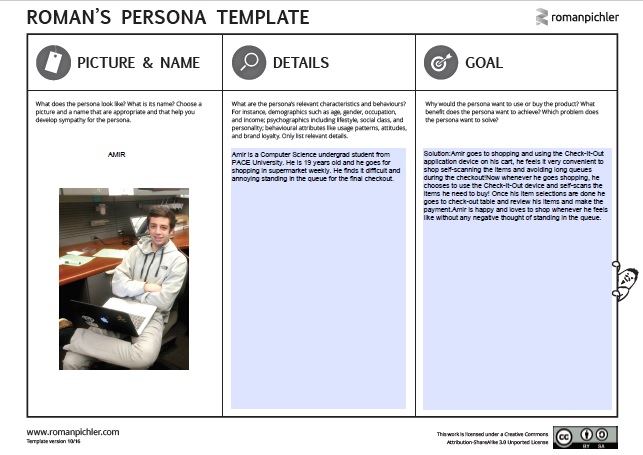 ROMAN'S PERSONA TEMPLATE
romanpichler
PICTURE & NAME
What does the persona look like? What is its name? Choose a
picture and a name that are appropriate and that help you
develop sympathy for the persona.
AMIR
DETAILS
What are the persona's relevant characteristics and behaviours?
For instance, demographics such as age, gender, occupation,
and income; psychographics including lifestyle, social class, and
personality; behavioural attributes like usage patterns, attitudes,
and brand loyalty. Only list relevant details.
Amir is a Computer Science undergrad student from
PACE University. He is 19 years old and he goes for
shopping in supermarket weekly. He finds it difficult and
annoying standing in the queue for the final checkout.
GOAL
Why would the persona want to use or buy the product? What
benefit does the persona want to achieve? Which problem does
the persona want to solve?
Solution:Amir goes to shopping and using the Check-It-Out
application device on his cart, he feels it very convenient to
shop self-scanning the items and avoiding long queues
during the checkout!Now whenever he goes shopping, he
chooses to use the Check-It-Out device and self-scans the
items he need to buy! Once his item selections are done he
goes to check-out table and review his items and make the
payment.Amir is happy and loves to shop whenever he feels
like without any negative thought of standing in the queue.
www.romanpichler.com
Template version 10/16
This work is licensed under a Creative Commons
Attribution-ShareAlike 3.0 Unported License
cc
BY SA